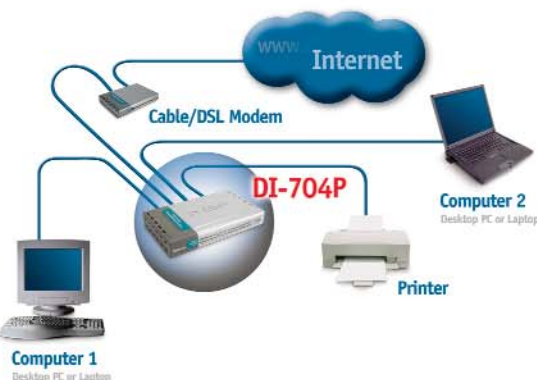 www
Internet
Cable/DSL Modem
DI-704P
Computer 2
Desktop PC or Laptop
Printer
Computer 1
Desktop PC or Laptop